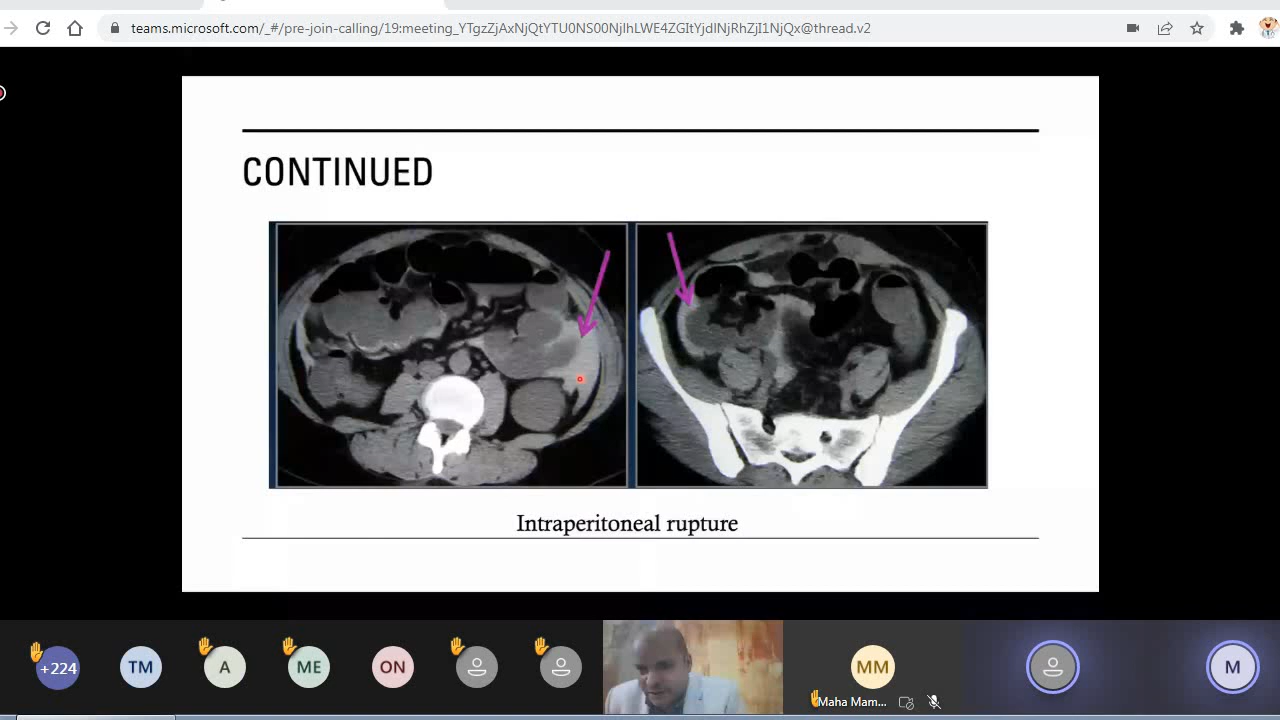 teams.microsoft.com/_#/pre-join-calling/19:meeting_YTgzZjAxNjQtYTU0NS00NjIhLWE4ZGItYjdlNjRhZjI1NjQx@thread.v2
CONTINUED
Intraperitoneal rupture
+224
TM
A
ME
ON
MM
Maha Mam...
M